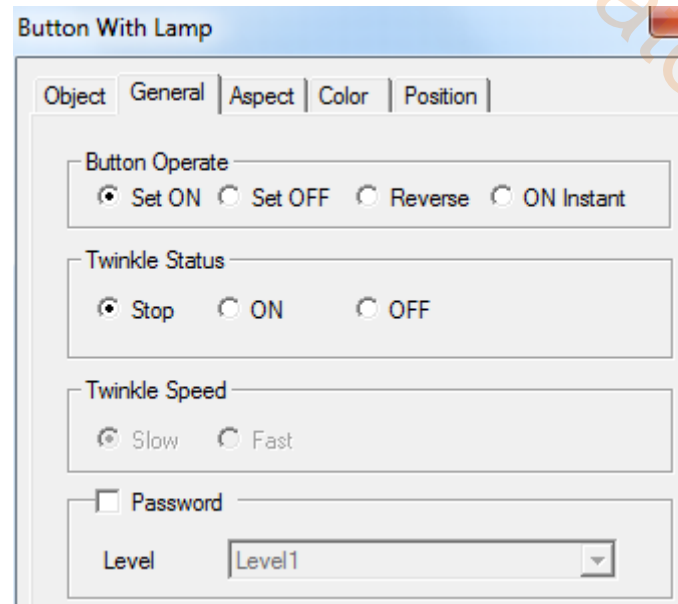 Button With Lamp
Object General Aspect Color Position
Button Operate
Set ON Set OFF Reverse ON Instant
Twinkle Status
Stop ON OFF
Twinkle Speed
Slow Fast
Password
Level Level1